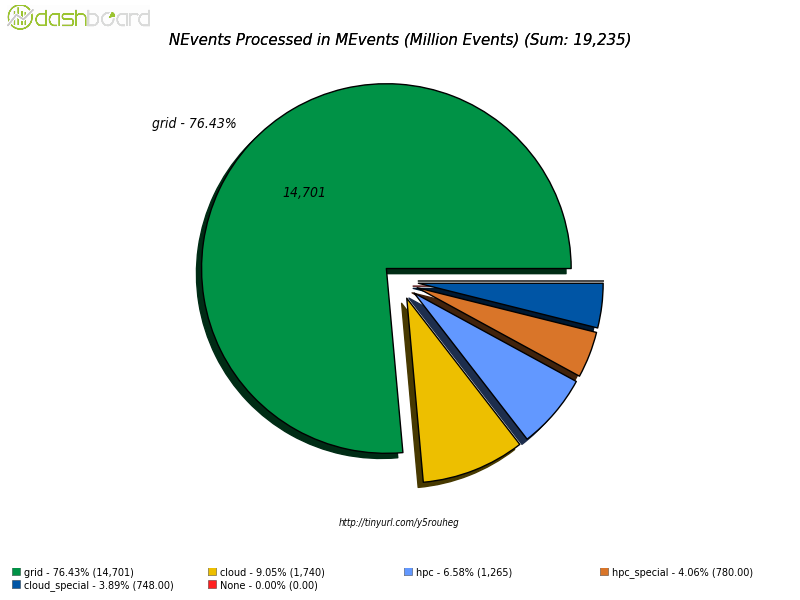 dashboard
NEvents Processed in MEvents (Million Events) (Sum: 19,235)
grid - 76.43%
14,701
http://tinyurl.com/y5rouheg
grid - 76.43% (14,701)
cloud - 9.05% (1,740)
hpc - 6.58% (1,265)
hpc_special - 4.06% (780.00)
cloud_special - 3.89% (748.00)
None - 0.00% (0.00)